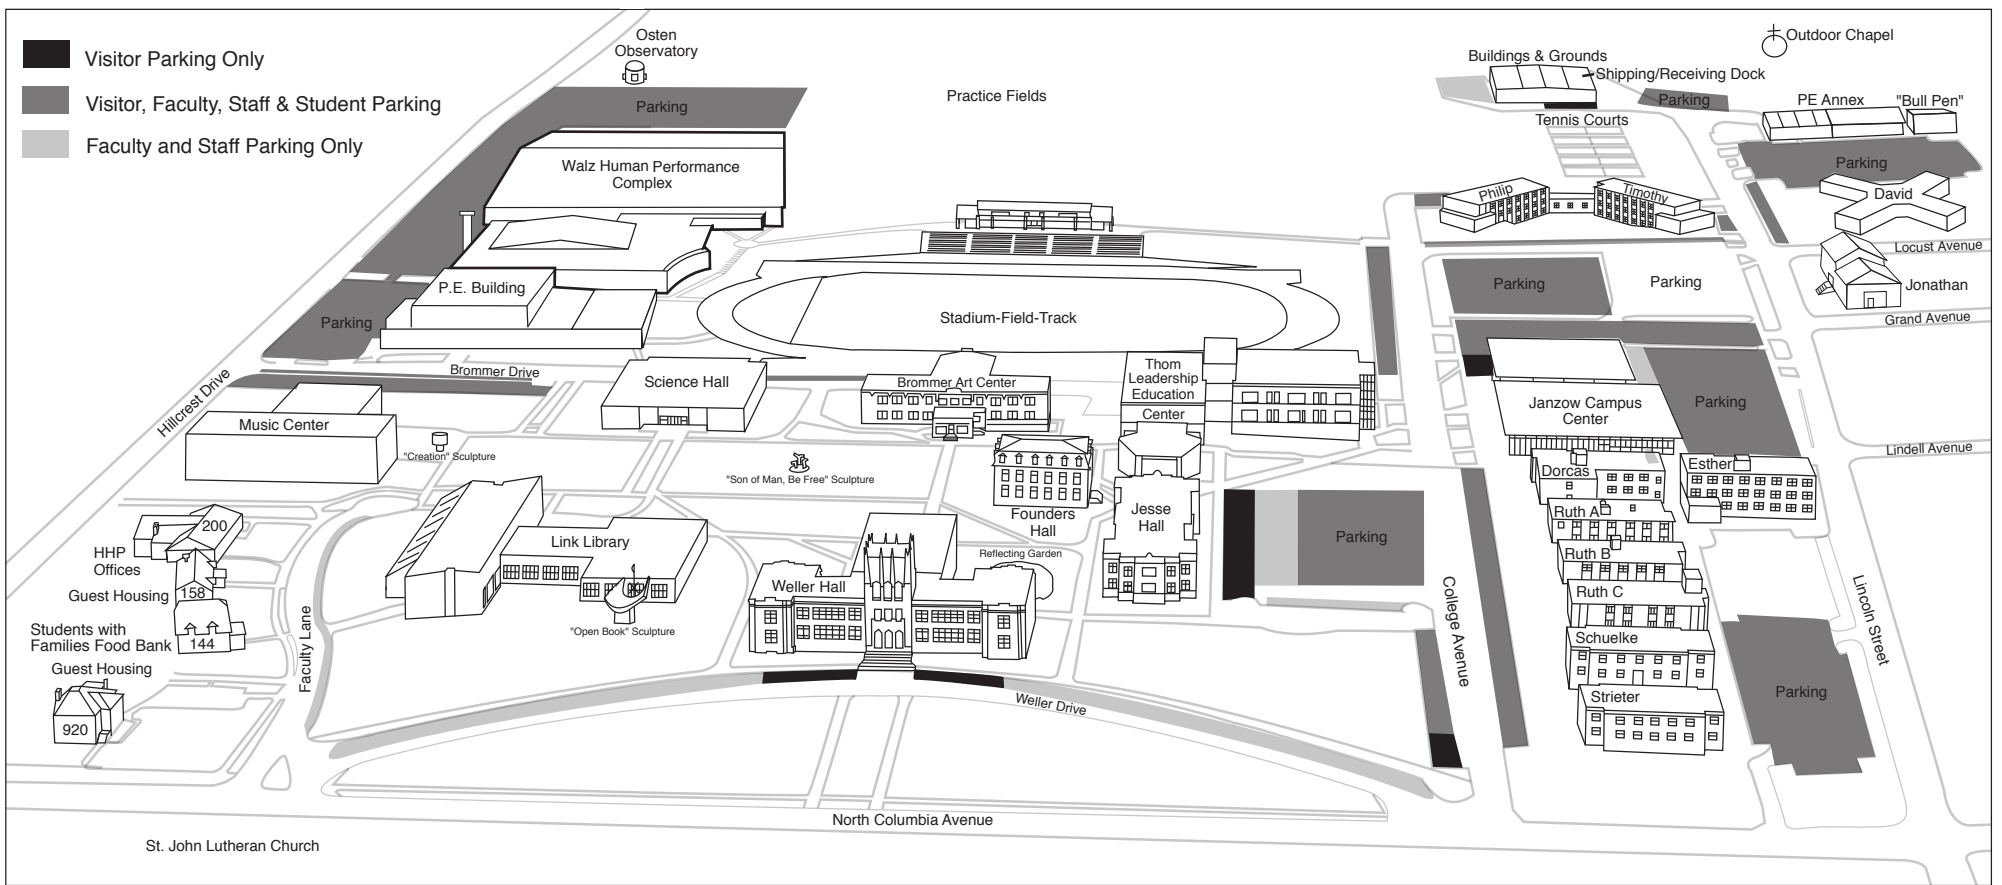 Visitor Parking Only
Visitor, Faculty, Staff & Student Parking
Faculty and Staff Parking Only
Osten
Observatory
Parking
Practice Fields
Buildings & Grounds
Shipping/Receiving Dock
Outdoor Chapel
Parking
PE Annex
"Bull Pen"
Tennis Courts
Parking
Walz Human Performance
Complex
Philip
Timothy
David
Locust Avenue
P.E. Building
Parking
Stadium-Field-Track
Parking
Parking
Jonathan
Grand Avenue
Hillcrest Drive
Brommer Drive
Science Hall
Brommer Art Center
Thom
Leadership
Education
Center
Janzow Campus
Center
Parking
Lindell Avenue
Music Center
"Creation" Sculpture
"Son of Man, Be Free" Sculpture
Founders
Hall
Jesse
Hall
Parking
Dorcas
Esther
Ruth A
Ruth B
Ruth C
Schuelke
Strieter
Parking
College Avenue
Lincoln Street
200
HHP
Offices
Guest Housing
158
Students with
Families Food Bank
144
Guest Housing
920
Faculty Lane
Link Library
"Open Book" Sculpture
Weller Hall
Reflecting Garden
Weller Drive
North Columbia Avenue
St. John Lutheran Church